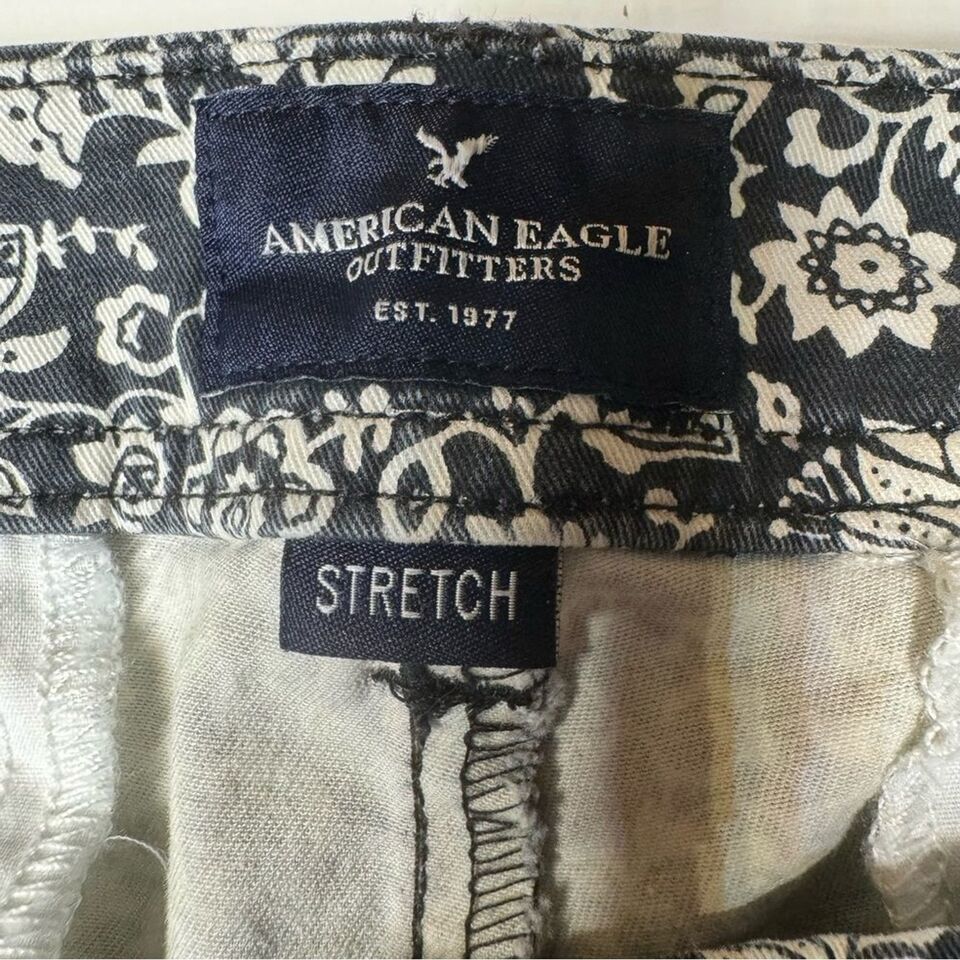 AMERICAN EAGLE
OUTFITTERS
EST. 1977
STRETCH